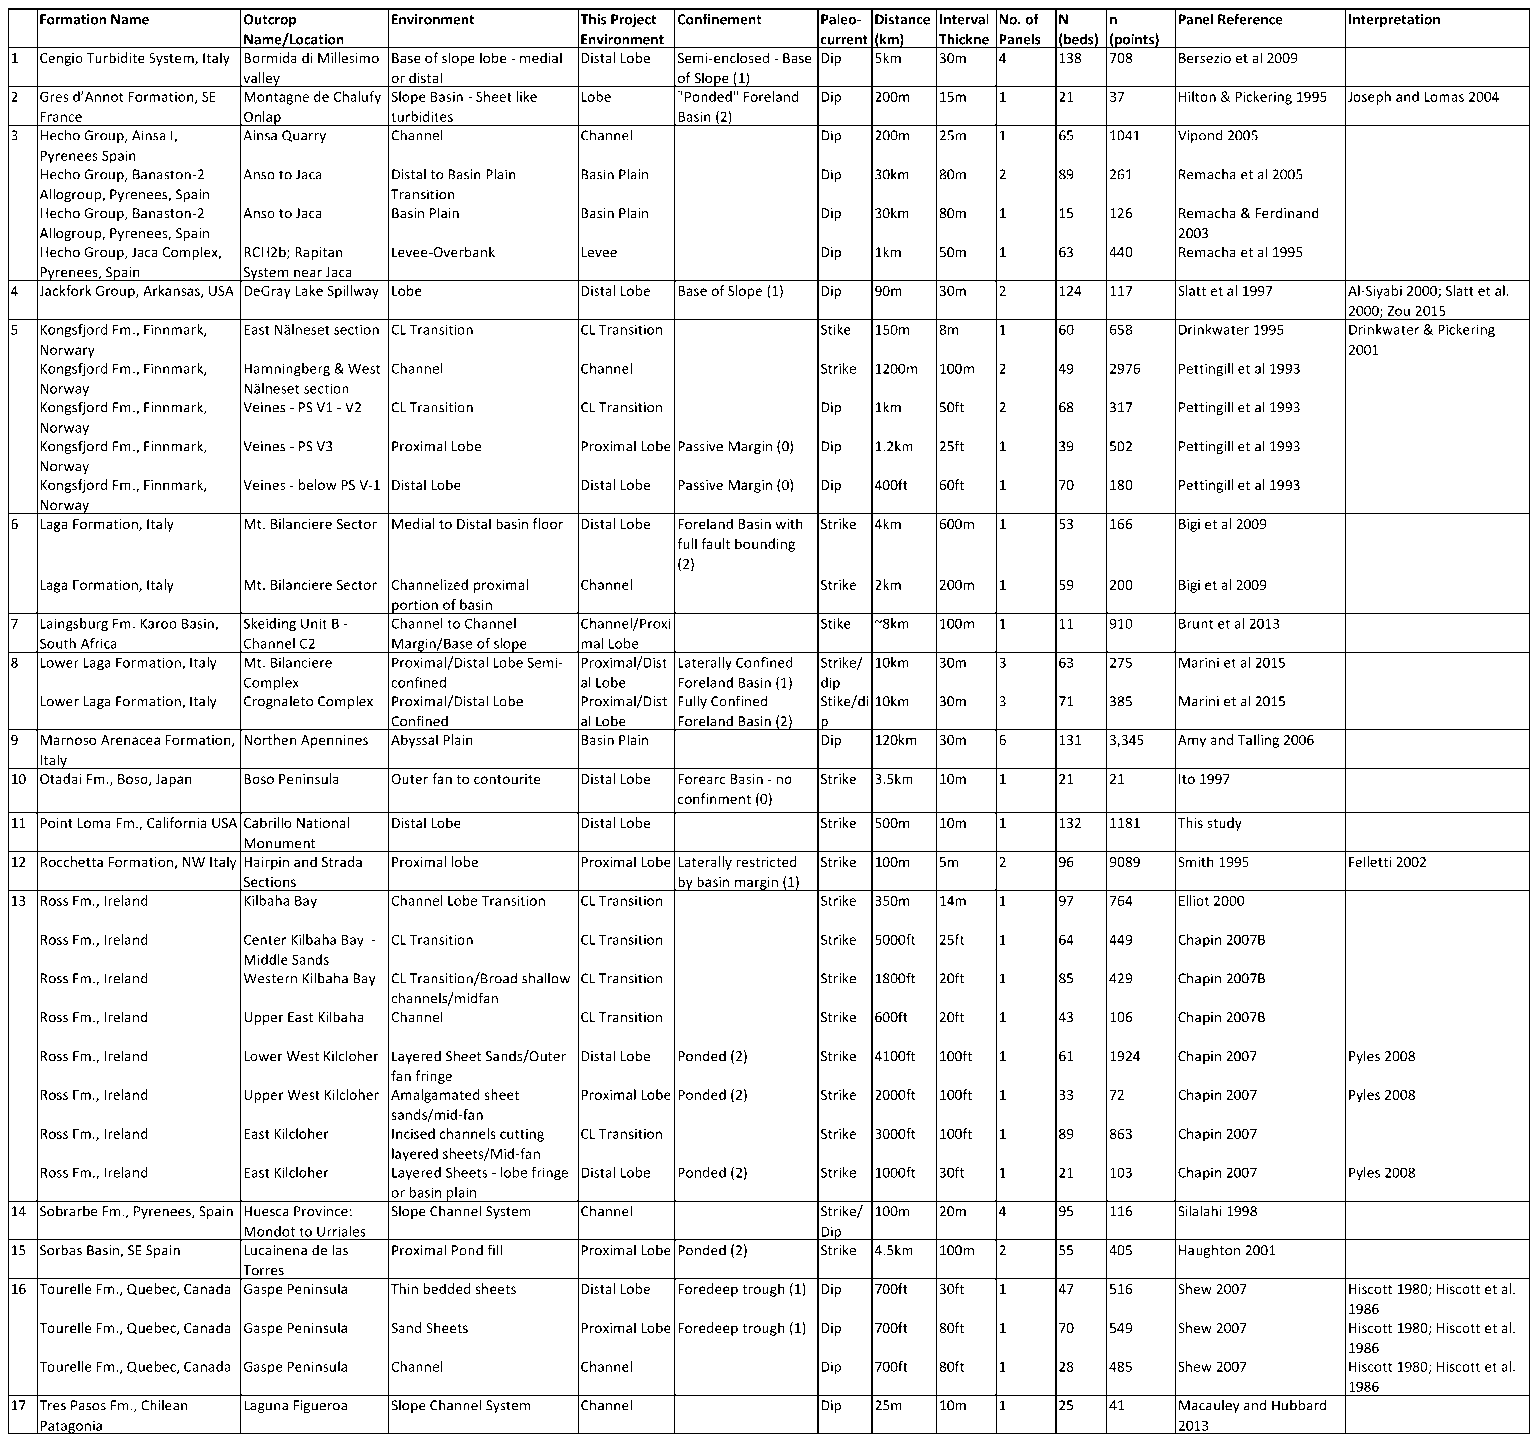 Formation Name Outcrop Name/Location Environment This Project Environment Confinement Paleo-current Distance (km) Interval Thickne No. of Panels N (beds) n (points) Panel Reference Interpretation
1 Cengio Turbidite System, Italy Bormida di Millesimo valley Base of slope lobe - medial or distal Distal Lobe Semi-enclosed - Base of Slope (1) Dip 5km 30m 4 138 708 Bersezio et al 2009
2 Gres d'Annot Formation, SE France Montagne de Chalufy Onlap Slope Basin - Sheet like turbidites Lobe "Ponded" Foreland Basin (2) Dip 200m 15m 1 21 37 Hilton & Pickering 1995 Joseph and Lomas 2004
3 Hecho Group, Ainsa I, Pyrenees Spain Ainsa Quarry Channel Channel Dip 200m 25m 1 65 1041 Vipond 2005
Hecho Group, Banaston-2 Allogroup, Pyrenees, Spain Anso to Jaca Distal to Basin Plain Transition Basin Plain Dip 30km 80m 2 89 261 Remacha et al 2005
Hecho Group, Banaston-2 Allogroup, Pyrenees, Spain Anso to Jaca Basin Plain Basin Plain Dip 30km 80m 1 15 126 Remacha & Ferdinand 2003
Hecho Group, Jaca Complex, Pyrenees, Spain RCH2b; Rapitan System near Jaca Levee-Overbank Levee Dip 1km 50m 1 63 440 Remacha et al 1995
4 Jackfork Group, Arkansas, USA DeGray Lake Spillway Lobe Distal Lobe Base of Slope (1) Dip 90m 30m 2 124 117 Slatt et al 1997 Al-Siyabi 2000; Slatt et al. 2000; Zou 2015
5 Kongsfjord Fm., Finnmark, Norwary East Nälneset section CL Transition CL Transition Stike 150m 8m 1 60 658 Drinkwater 1995 Drinkwater & Pickering 2001
Kongsfjord Fm., Finnmark, Norway Hamningberg & West Nälneset section Channel Channel Strike 1200m 100m 2 49 2976 Pettingill et al 1993
Kongsfjord Fm., Finnmark, Norway Veines - PS V1 - V2 CL Transition CL Transition Dip 1km 50ft 2 68 317 Pettingill et al 1993
Kongsfjord Fm., Finnmark, Norway Veines - PS V3 Proximal Lobe Proximal Lobe Passive Margin (0) Dip 1.2km 25ft 1 39 502 Pettingill et al 1993
Kongsfjord Fm., Finnmark, Norway Veines - below PS V-1 Distal Lobe Distal Lobe Passive Margin (0) Dip 400ft 60ft 1 70 180 Pettingill et al 1993
6 Laga Formation, Italy Mt. Bilanciere Sector Medial to Distal basin floor Distal Lobe Foreland Basin with full fault bounding (2) Strike 4km 600m 1 53 166 Bigi et al 2009
Laga Formation, Italy Mt. Bilanciere Sector Channelized proximal portion of basin Channel Strike 2km 200m 1 59 200 Bigi et al 2009
7 Laingsburg Fm. Karoo Basin, South Africa Skeiding Unit B - Channel C2 Channel to Channel Margin/Base of slope Channel/Proximal Lobe Stike ~8km 100m 1 11 910 Brunt et al 2013
8 Lower Laga Formation, Italy Mt. Bilanciere Complex Proximal/Distal Lobe Semi-confined Proximal/Distal Lobe Laterally Confined Foreland Basin (1) Strike/dip 10km 30m 3 63 275 Marini et al 2015
Lower Laga Formation, Italy Crognaleto Complex Proximal/Distal Lobe Confined Proximal/Distal Lobe Fully Confined Foreland Basin (2) Stike/dip 10km 30m 3 71 385 Marini et al 2015
9 Marnoso Arenacea Formation, Italy Northen Apennines Abyssal Plain Basin Plain Dip 120km 30m 6 131 3,345 Amy and Talling 2006
10 Otadai Fm., Boso, Japan Boso Peninsula Outer fan to contourite Distal Lobe Forearc Basin - no confinment (0) Strike 3.5km 10m 1 21 21 Ito 1997
11 Point Loma Fm., California USA Cabrillo National Monument Distal Lobe Distal Lobe Strike 500m 10m 1 132 1181 This study
12 Rocchetta Formation, NW Italy Hairpin and Strada Sections Proximal lobe Proximal Lobe Laterally restricted by basin margin (1) Strike 100m 5m 2 96 9089 Smith 1995 Felletti 2002
13 Ross Fm., Ireland Kilbaha Bay Channel Lobe Transition CL Transition Strike 350m 14m 1 97 764 Elliot 2000
Ross Fm., Ireland Center Kilbaha Bay - Middle Sands CL Transition CL Transition Strike 5000ft 25ft 1 64 449 Chapin 2007B
Ross Fm., Ireland Western Kilbaha Bay CL Transition/Broad shallow channels/midfan CL Transition Strike 1800ft 20ft 1 85 429 Chapin 2007B
Ross Fm., Ireland Upper East Kilbaha Channel CL Transition Strike 600ft 20ft 1 43 106 Chapin 2007B
Ross Fm., Ireland Lower West Kilcloher Layered Sheet Sands/Outer fan fringe Distal Lobe Ponded (2) Strike 4100ft 100ft 1 61 1924 Chapin 2007 Pyles 2008
Ross Fm., Ireland Upper West Kilcloher Amalgamated sheet sands/mid-fan Proximal Lobe Ponded (2) Strike 2000ft 100ft 1 33 72 Chapin 2007 Pyles 2008
Ross Fm., Ireland East Kilcloher Incised channels cutting layered sheets/Mid-fan CL Transition Strike 3000ft 100ft 1 89 863 Chapin 2007
Ross Fm., Ireland East Kilcloher Layered Sheets - lobe fringe or basin plain Distal Lobe Ponded (2) Strike 1000ft 30ft 1 21 103 Chapin 2007 Pyles 2008
14 Sobrarbe Fm., Pyrenees, Spain Huesca Province: Mondot to Urriales Slope Channel System Channel Strike/Dip 100m 20m 4 95 116 Silalahi 1998
15 Sorbas Basin, SE Spain Lucainena de las Torres Proximal Pond fill Proximal Lobe Ponded (2) Strike 4.5km 100m 2 55 405 Haughton 2001
16 Tourelle Fm., Quebec, Canada Gaspe Peninsula Thin bedded sheets Distal Lobe Foredeep trough (1) Dip 700ft 30ft 1 47 516 Shew 2007 Hiscott 1980; Hiscott et al. 1986
Tourelle Fm., Quebec, Canada Gaspe Peninsula Sand Sheets Proximal Lobe Foredeep trough (1) Dip 700ft 80ft 1 70 549 Shew 2007 Hiscott 1980; Hiscott et al. 1986
Tourelle Fm., Quebec, Canada Gaspe Peninsula Channel Channel Dip 700ft 80ft 1 28 485 Shew 2007 Hiscott 1980; Hiscott et al. 1986
17 Tres Pasos Fm., Chilean Patagonia Laguna Figueroa Slope Channel System Channel Dip 25m 10m 1 25 41 Macauley and Hubbard 2013